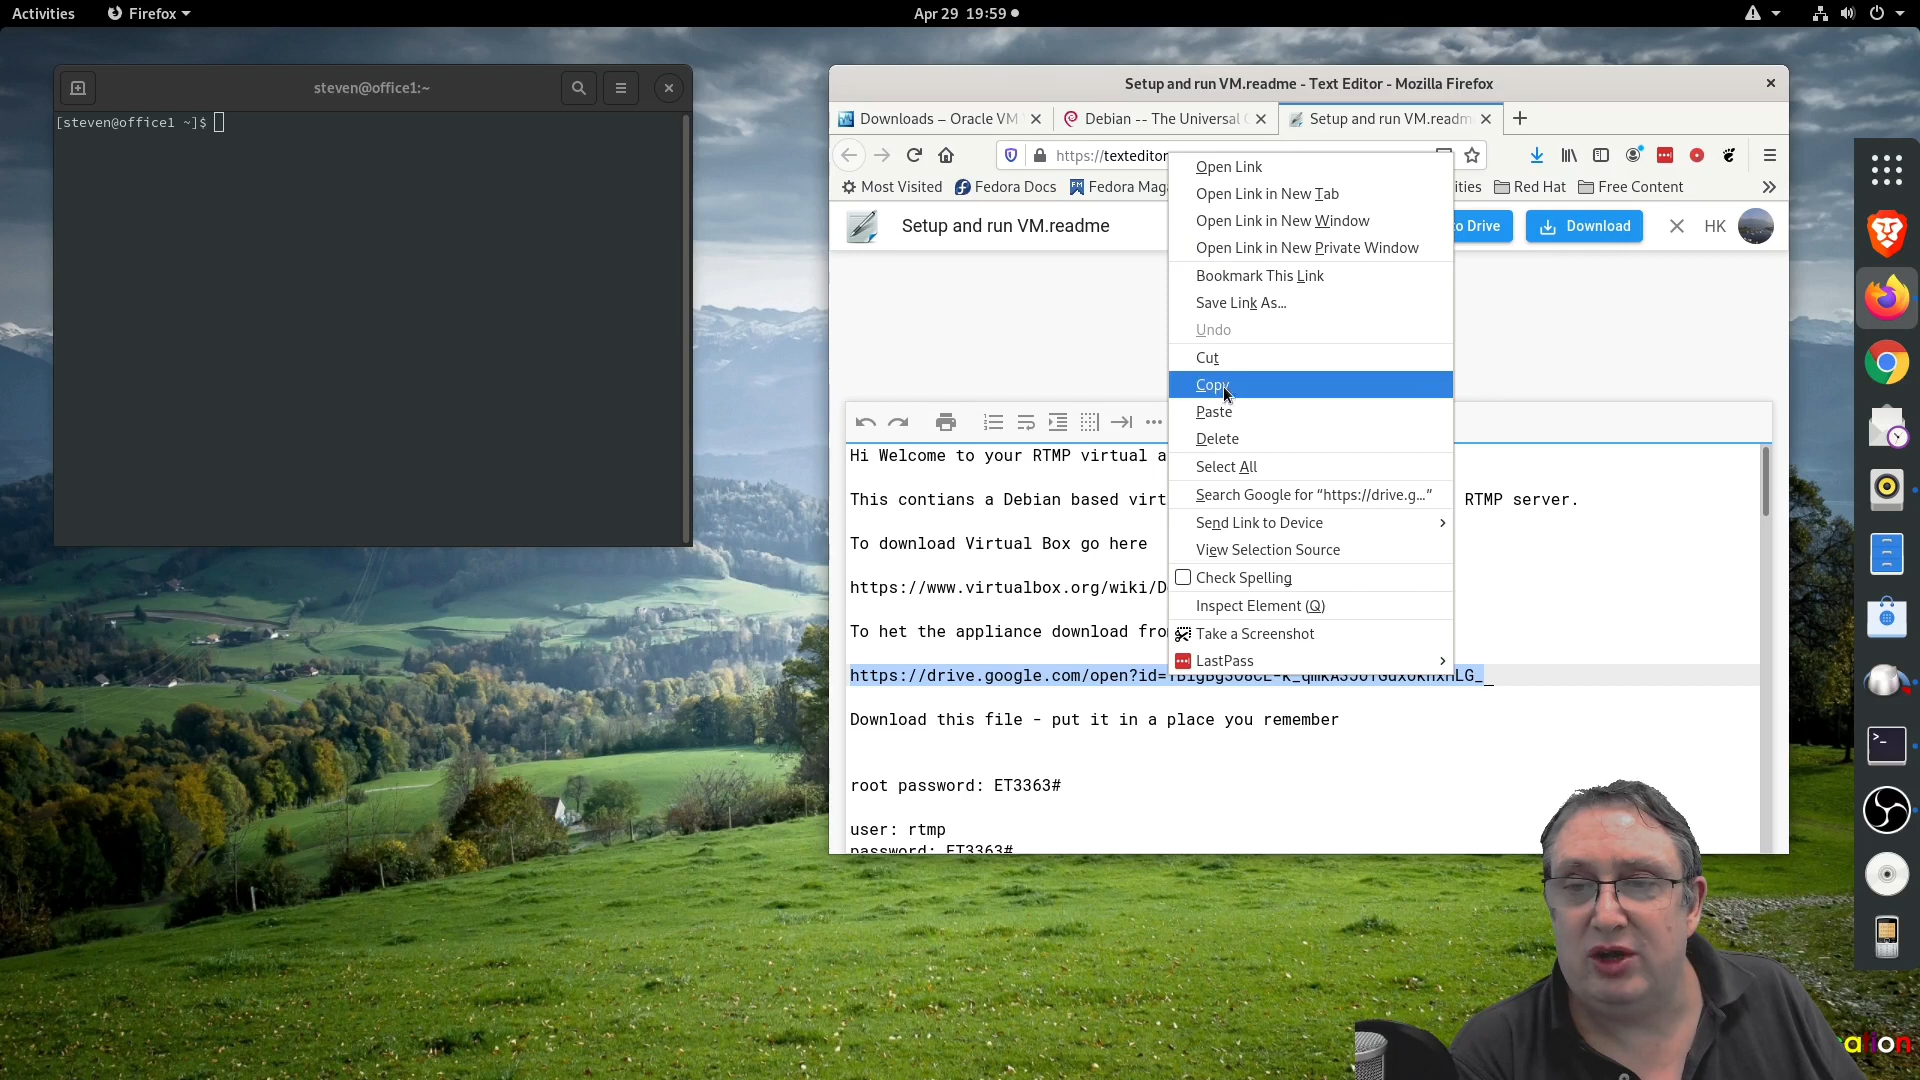 Activities
Firefox
Apr 29 19:59
steven@office1:~
[steven@office1 ~]$
Setup and run VM.readme - Text Editor - Mozilla Firefox
Downloads – Oracle VM
Debian -- The Universal
Setup and run VM.readm
https://texteditor
Most Visited
Fedora Docs
Fedora Mag
ities
Red Hat
Free Content
Setup and run VM.readme
to Drive
Download
HK
Open Link
Open Link in New Tab
Open Link in New Window
Open Link in New Private Window
Bookmark This Link
Save Link As...
Undo
Cut
Copy
Paste
Delete
Select All
Search Google for “https://drive.g...”
Send Link to Device
View Selection Source
Check Spelling
Inspect Element (Q)
Take a Screenshot
LastPass
Hi Welcome to your RTMP virtual a
This contians a Debian based virt RTMP server.
To download Virtual Box go here
https://www.virtualbox.org/wiki/D
To het the appliance download fro
https://drive.google.com/open?id=
Download this file - put it in a place you remember
root password: ET3363#
user: rtmp
password: ET3363#
ation